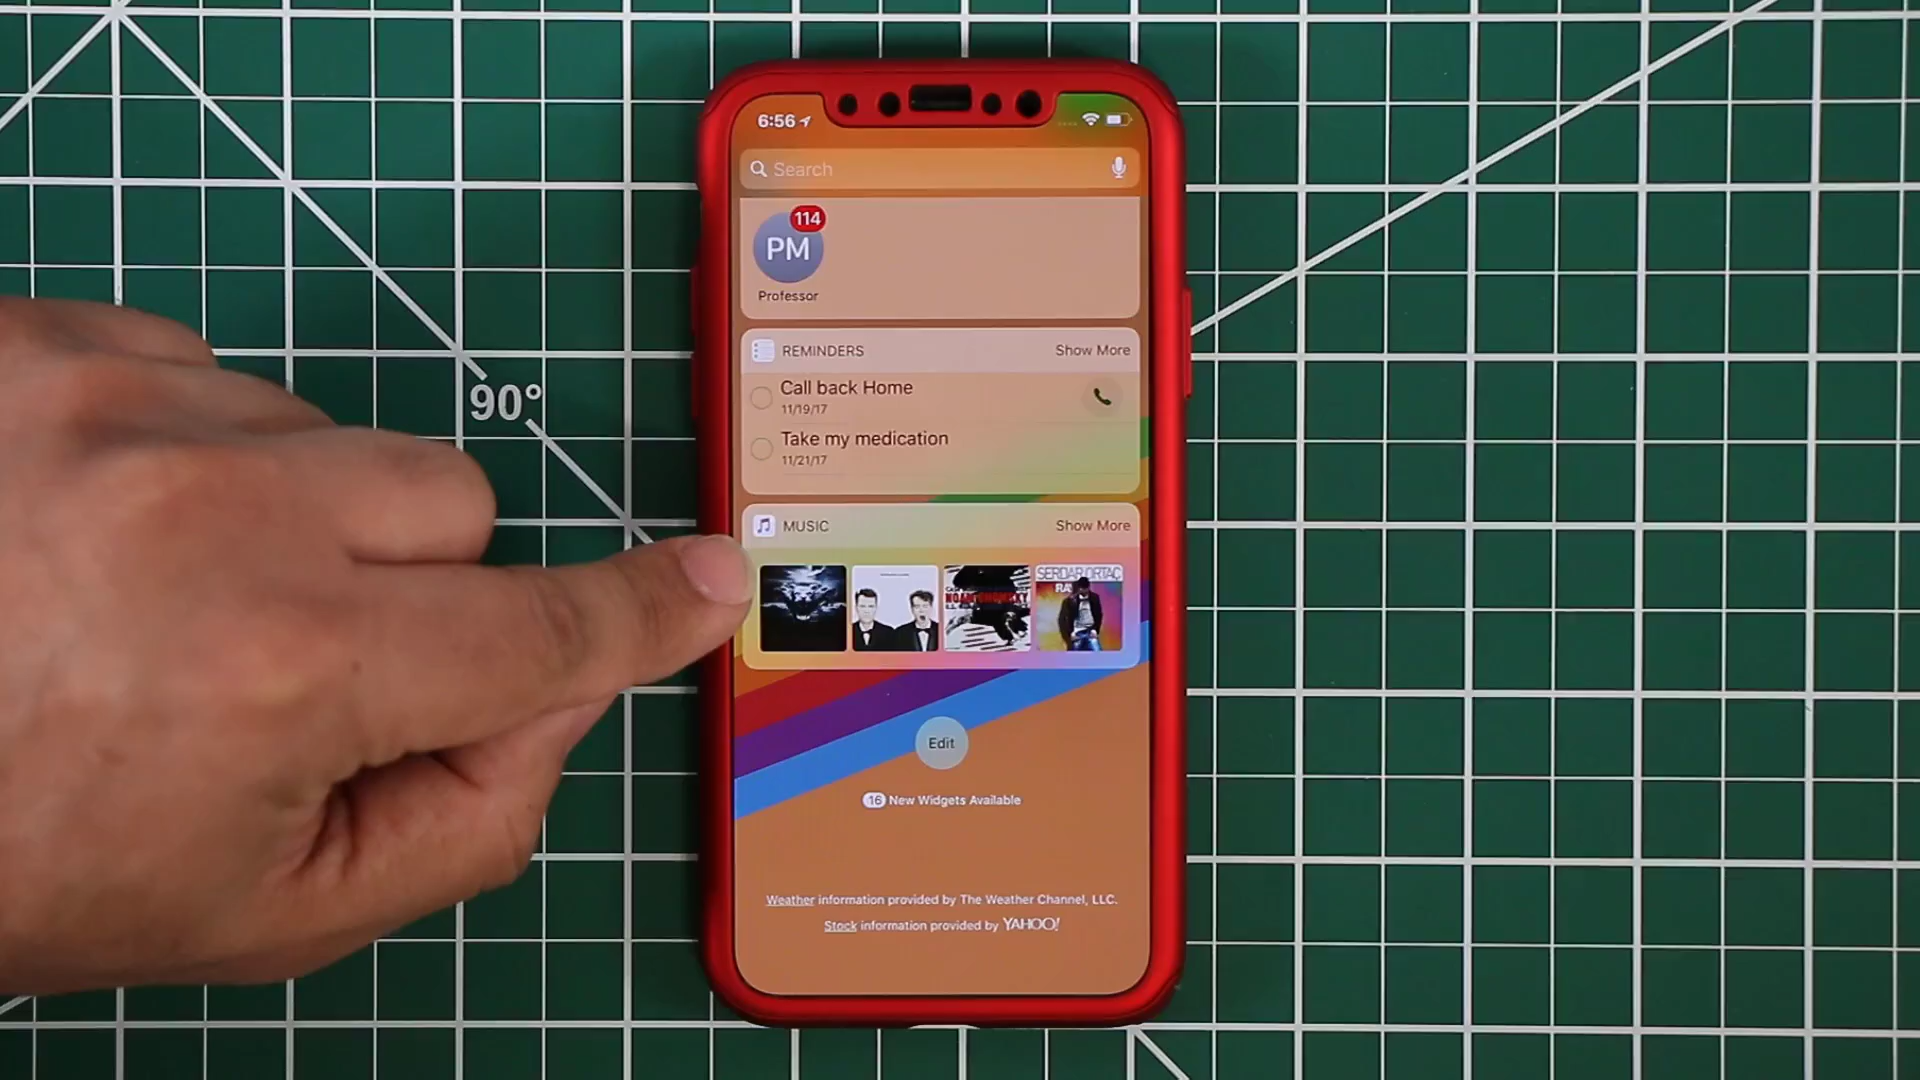 90°
6:56
Search
114
PM
Professor
REMINDERS Show More
Call back Home
11/19/17
Take my medication
11/21/17
MUSIC Show More
SERDAR ORTAÇ
Edit
16 New Widgets Available
Weather information provided by The Weather Channel, LLC.
Stock information provided by YAHOO!